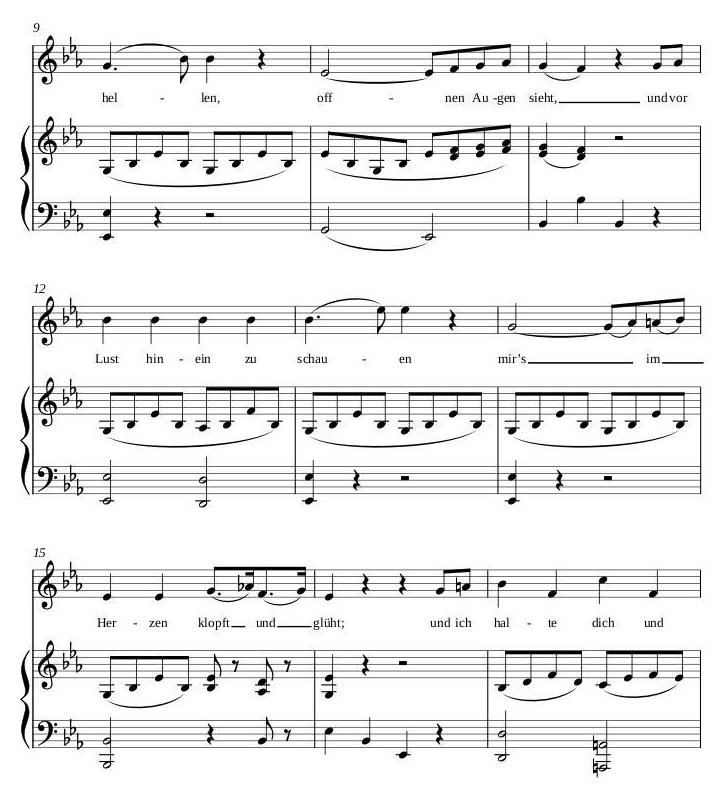 9
hel - len, off - nen Au -gen sieht, und vor
12
Lust hin - ein zu schau - en mir's im
15
Her - zen klopft und glüht; und ich hal - te dich und